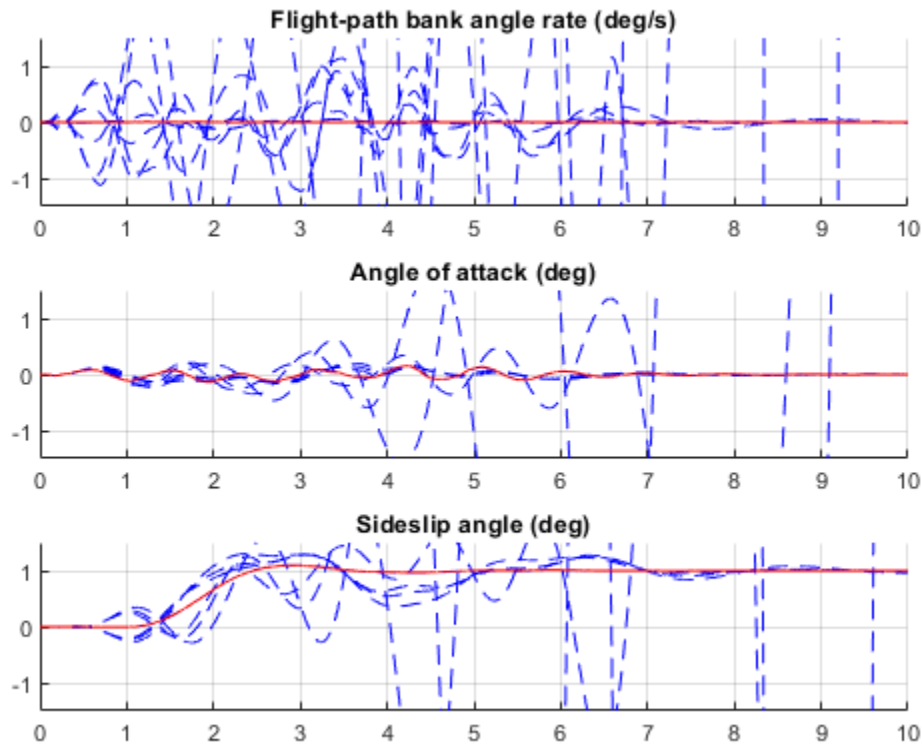 Flight-path bank angle rate (deg/s)
1
0
-1
0 1 2 3 4 5 6 7 8 9 10
Angle of attack (deg)
1
0
-1
0 1 2 3 4 5 6 7 8 9 10
Sideslip angle (deg)
1
0
-1
0 1 2 3 4 5 6 7 8 9 10